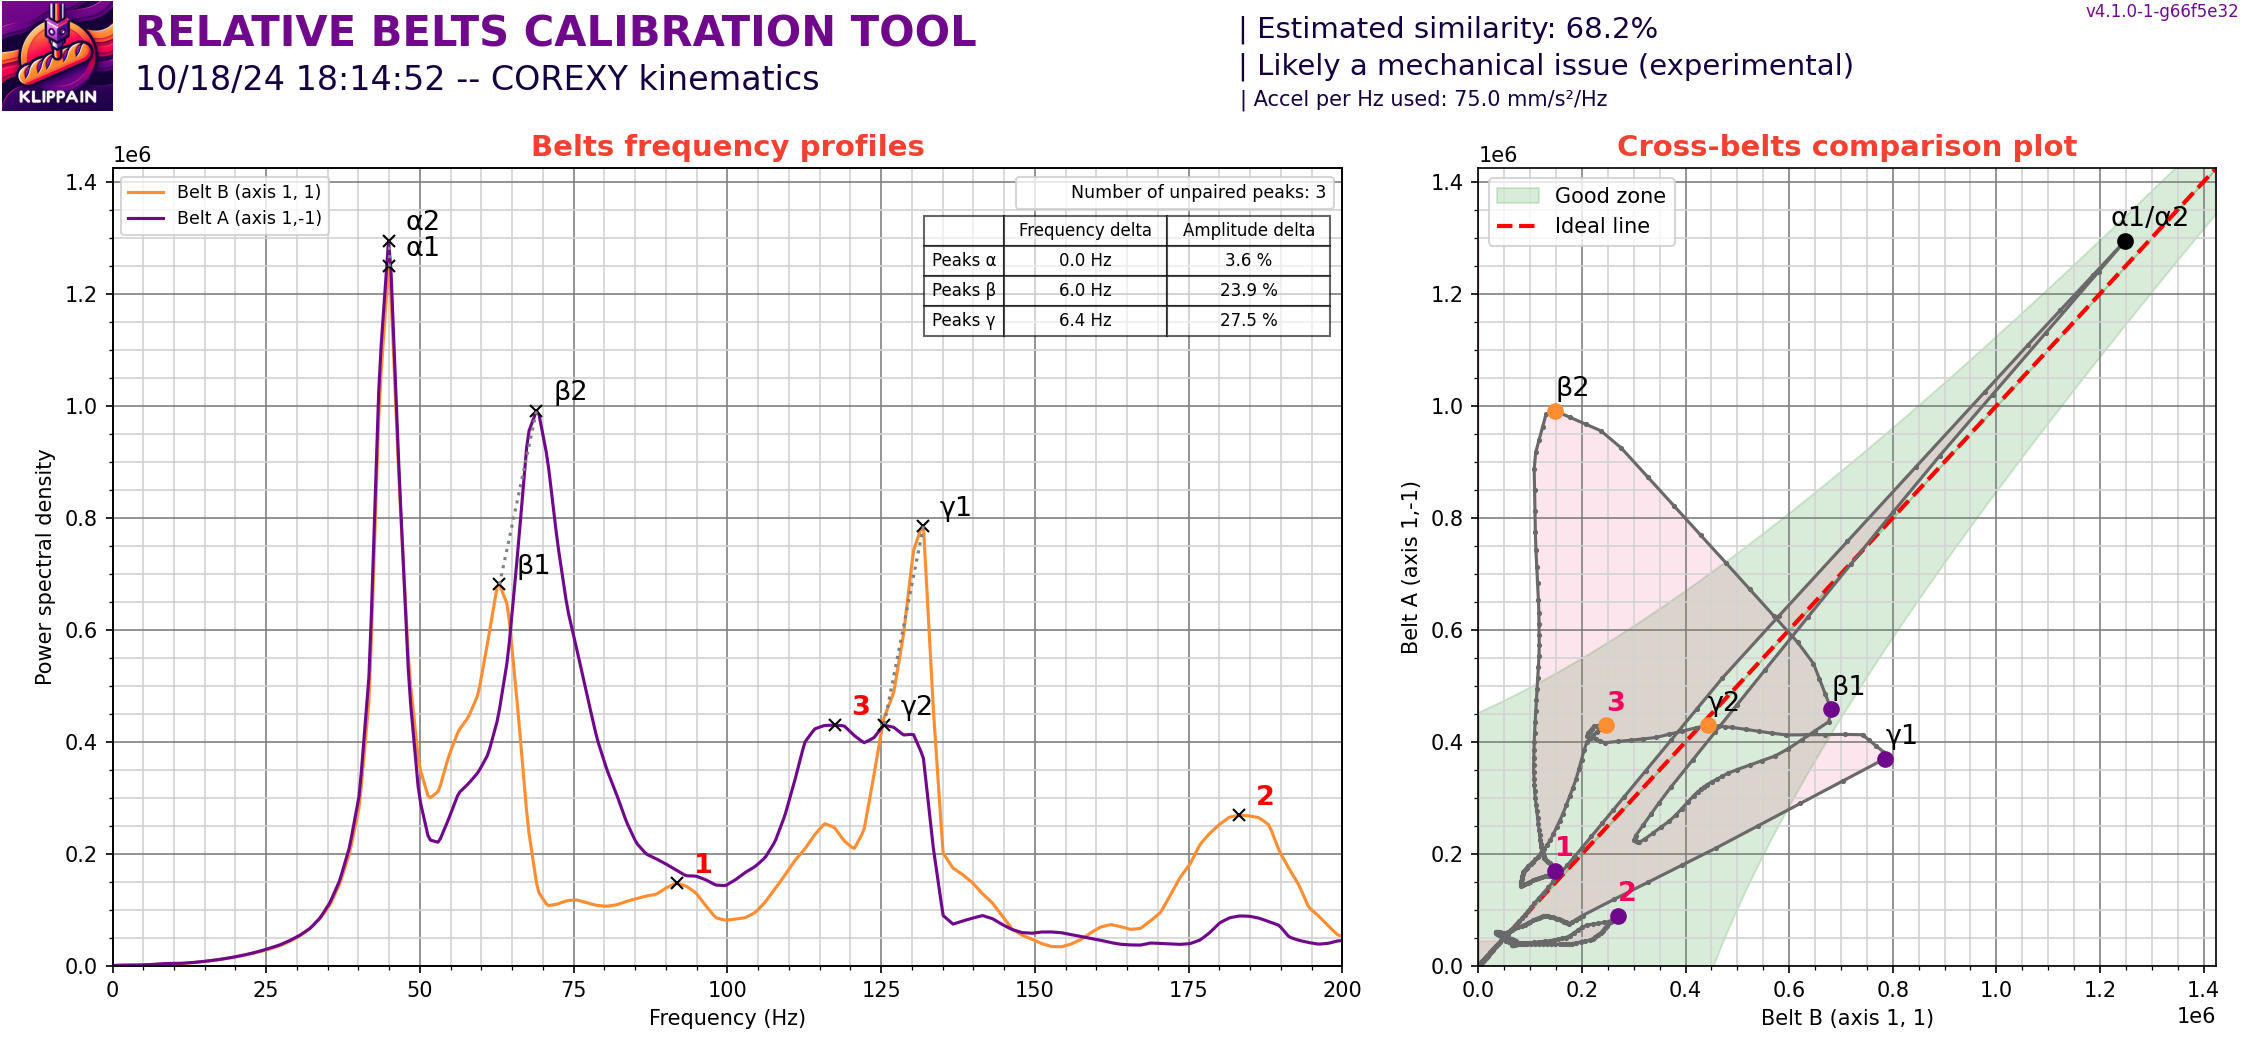 KLIPPAIN
RELATIVE BELTS CALIBRATION TOOL
10/18/24 18:14:52 -- COREXY kinematics
| Estimated similarity: 68.2%
| Likely a mechanical issue (experimental)
| Accel per Hz used: 75.0 mm/s²/Hz
v4.1.0-1-g66f5e32
Belts frequency profiles
1e6
Belt B (axis 1, 1)
Belt A (axis 1,-1)
Number of unpaired peaks: 3
Frequency delta Amplitude delta
Peaks α 0.0 Hz 3.6 %
Peaks β 6.0 Hz 23.9 %
Peaks γ 6.4 Hz 27.5 %
α2
α1
β2
β1
γ1
γ2
3
2
1
1.4
1.2
1.0
0.8
0.6
0.4
0.2
0.0
Power spectral density
0 25 50 75 100 125 150 175 200
Frequency (Hz)
Cross-belts comparison plot
1e6
Good zone
Ideal line
α1/α2
β2
β1
3
γ2
γ1
1
2
1.4
1.2
1.0
0.8
0.6
0.4
0.2
0.0
Belt A (axis 1,-1)
0.0 0.2 0.4 0.6 0.8 1.0 1.2 1.4
Belt B (axis 1, 1)
1e6